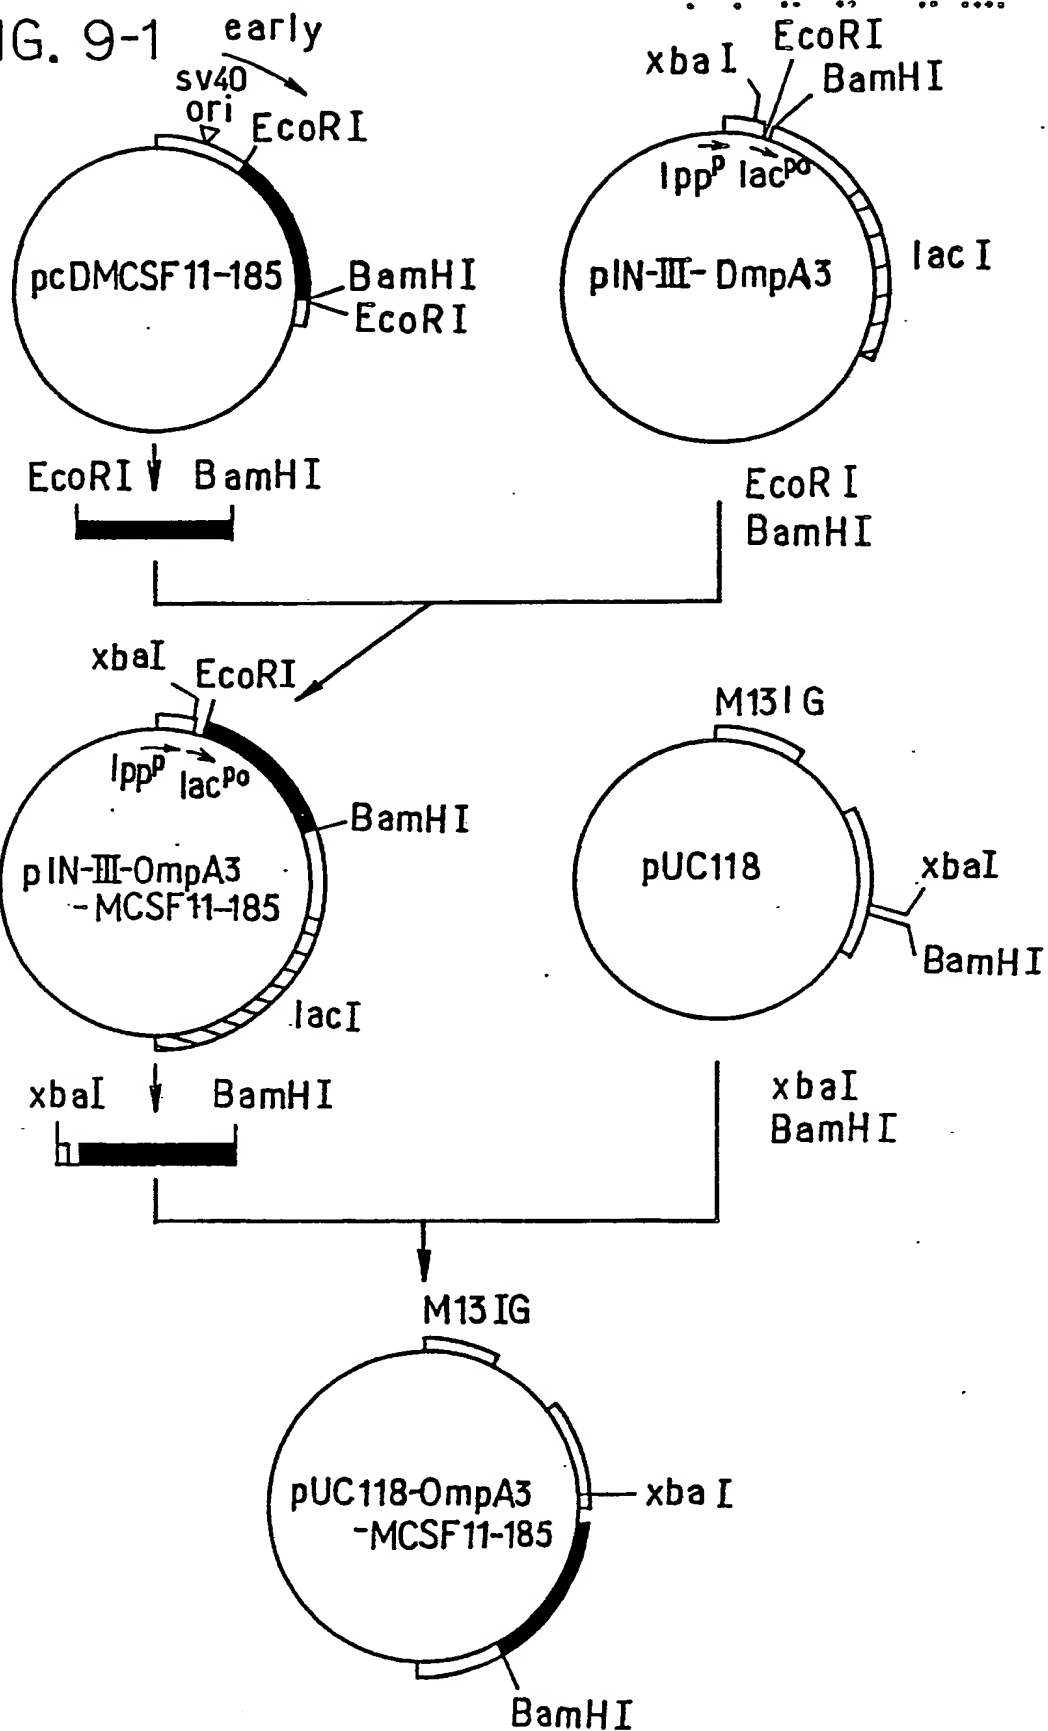 IG. 9-1
early
sv40
ori
EcoRI
pcDMCSF11-185
BamHI
EcoRI
xbaI
EcoRI
BamHI
lppᵖ lacᵖᵒ
pIN-III-DmpA3
lacI
EcoRI BamHI
EcoRI
BamHI
xbaI
EcoRI
lppᵖ lacᵖᵒ
BamHI
pIN-III-OmpA3
-MCSF11-185
lacI
M13IG
pUC118
xbaI
BamHI
xbaI BamHI
xbaI
BamHI
M13IG
pUC118-OmpA3
-MCSF11-185
xbaI
BamHI